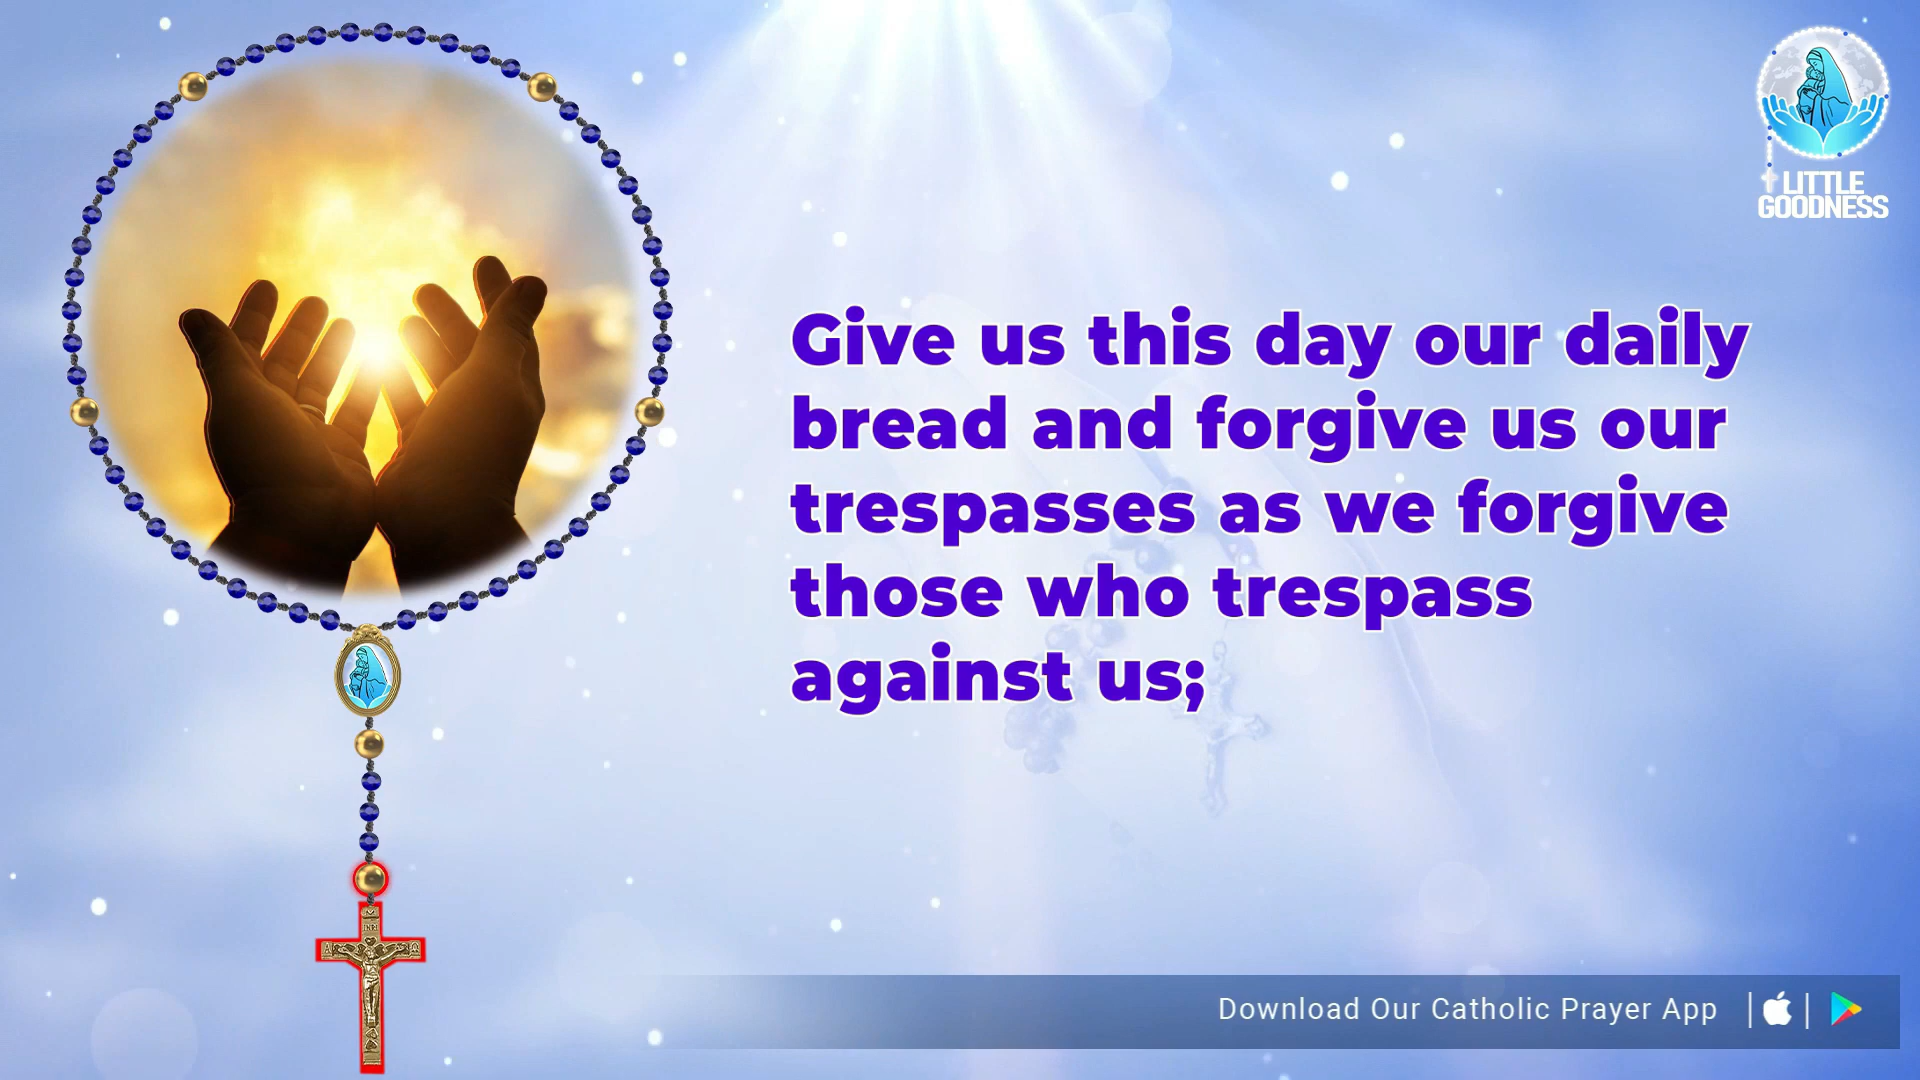 LITTLE
GOODNESS
Give us this day our daily
bread and forgive us our
trespasses as we forgive
those who trespass
against us;
INRI
A Ω
Download Our Catholic Prayer App